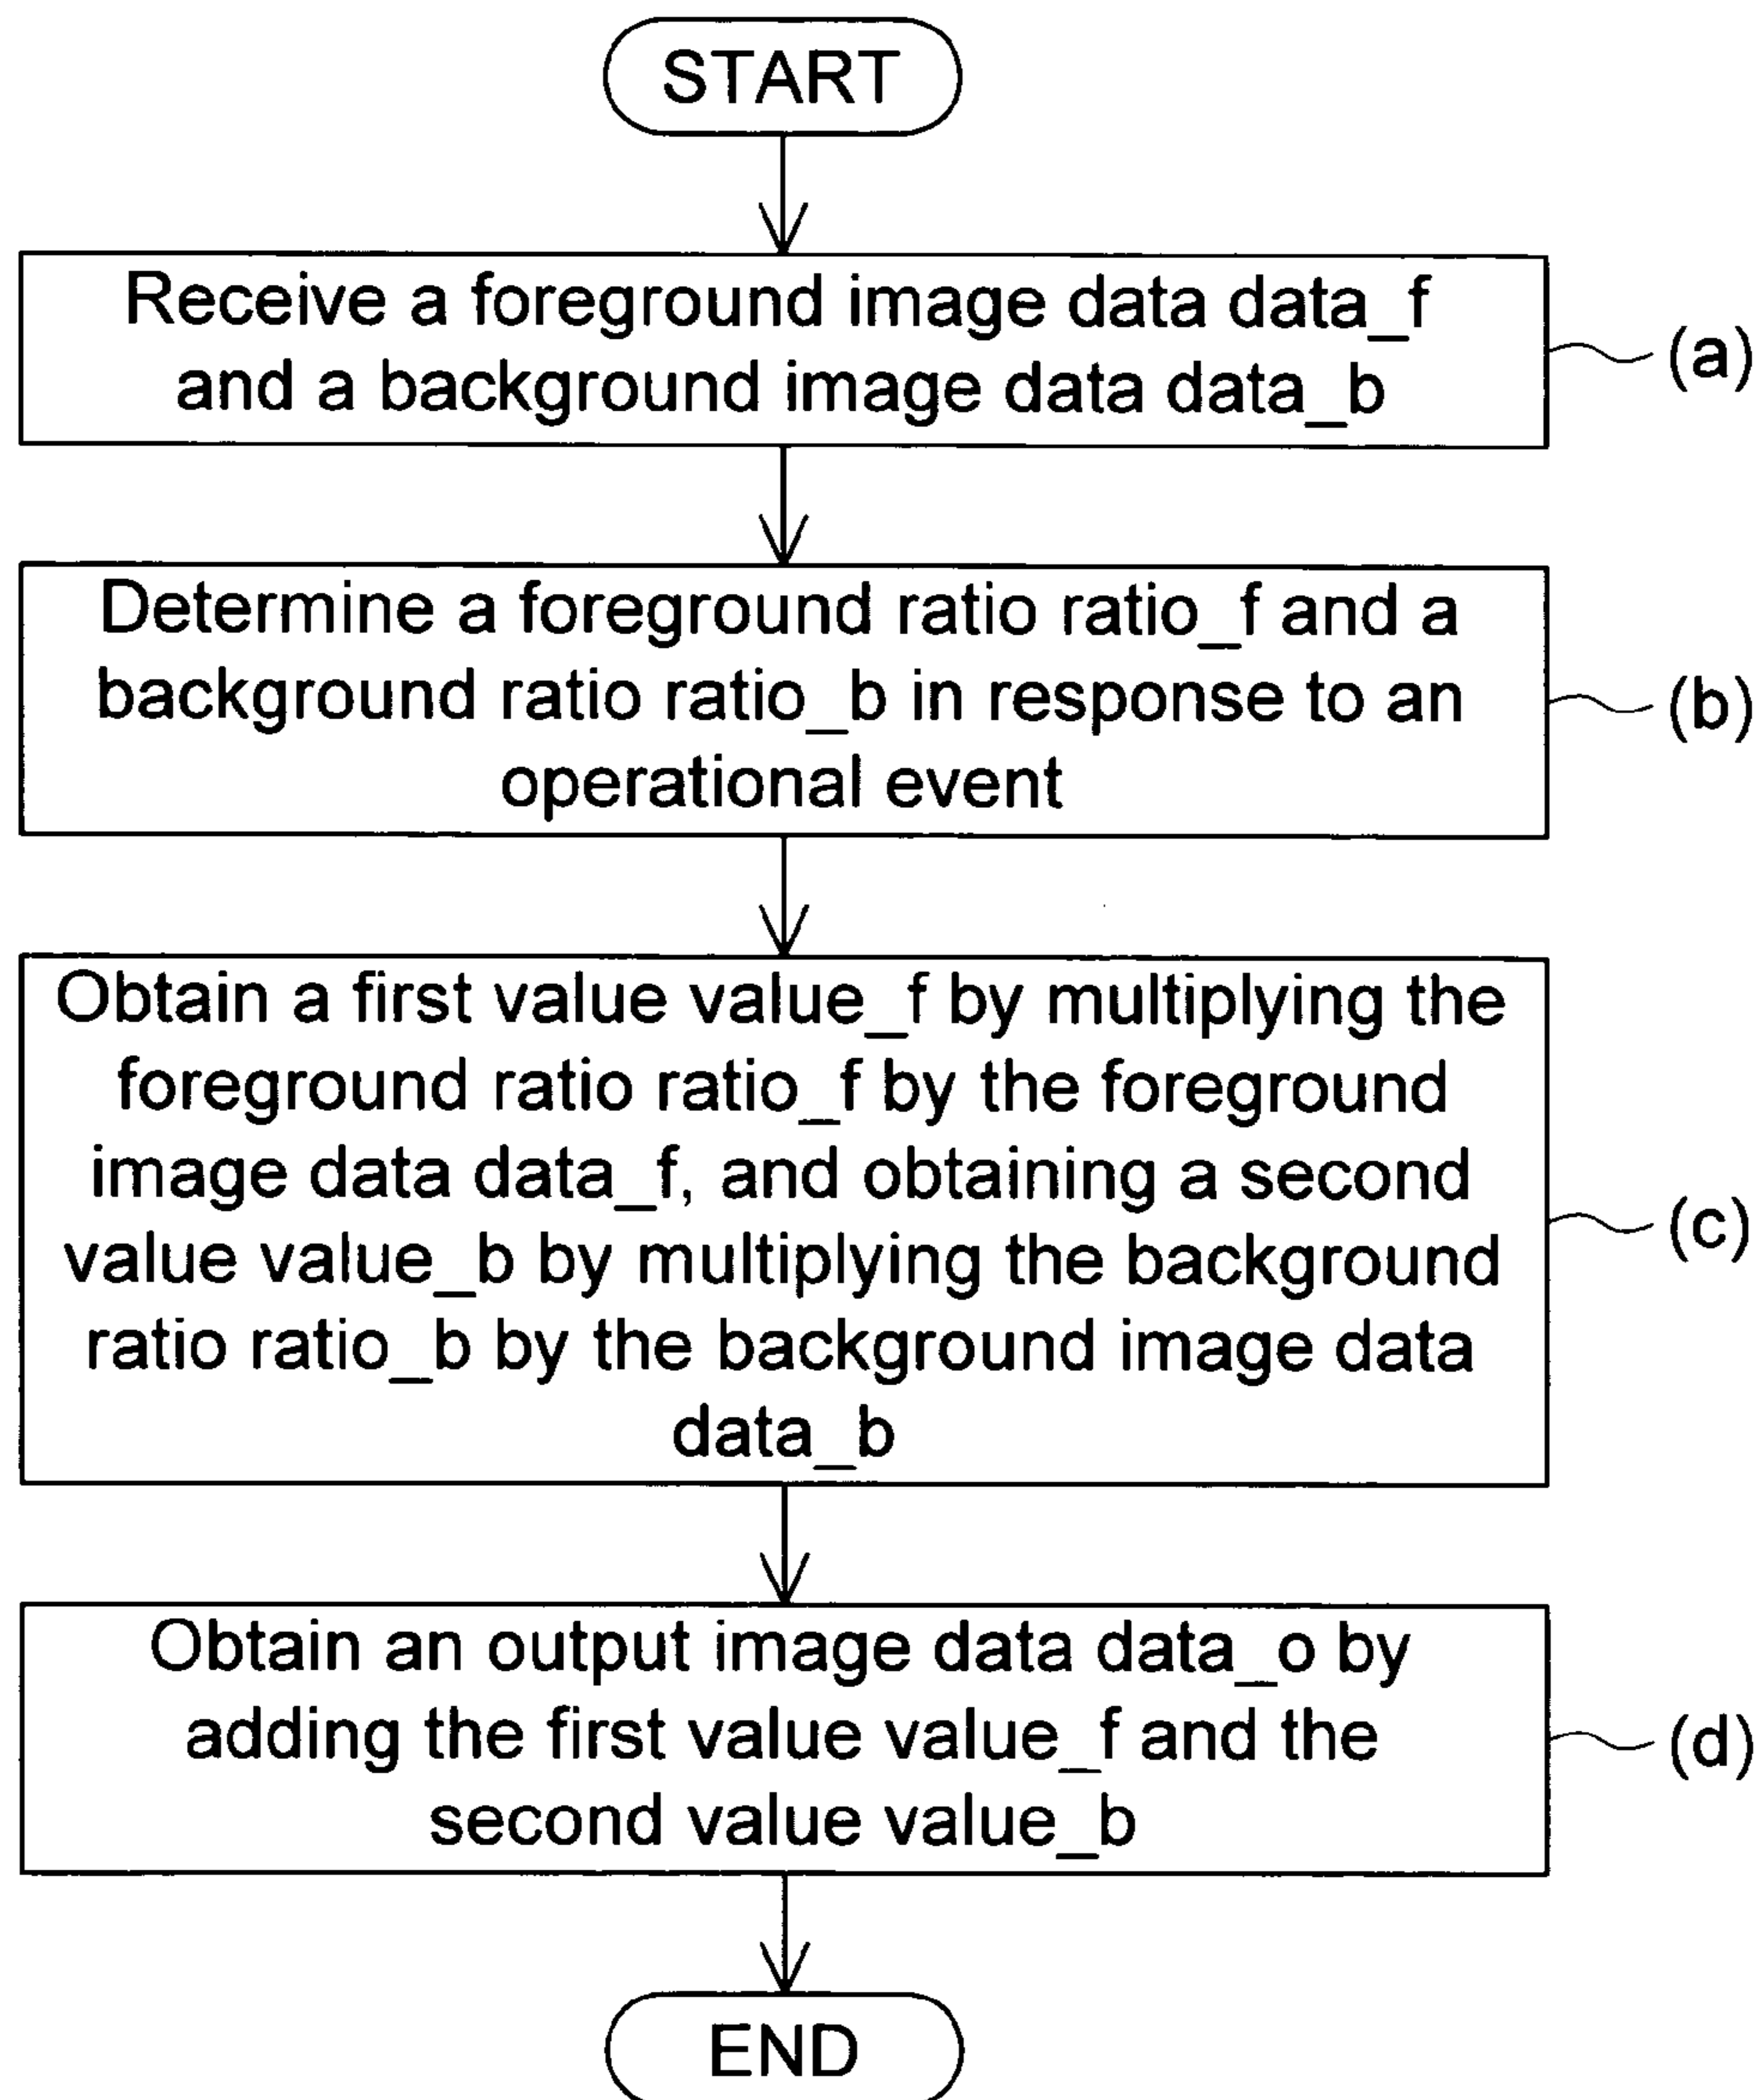 START
Receive a foreground image data data_f
and a background image data data_b
(a)
Determine a foreground ratio ratio_f and a
background ratio ratio_b in response to an
operational event
(b)
Obtain a first value value_f by multiplying the
foreground ratio ratio_f by the foreground
image data data_f, and obtaining a second
value value_b by multiplying the background
ratio ratio_b by the background image data
data_b
(c)
Obtain an output image data data_o by
adding the first value value_f and the
second value value_b
(d)
END